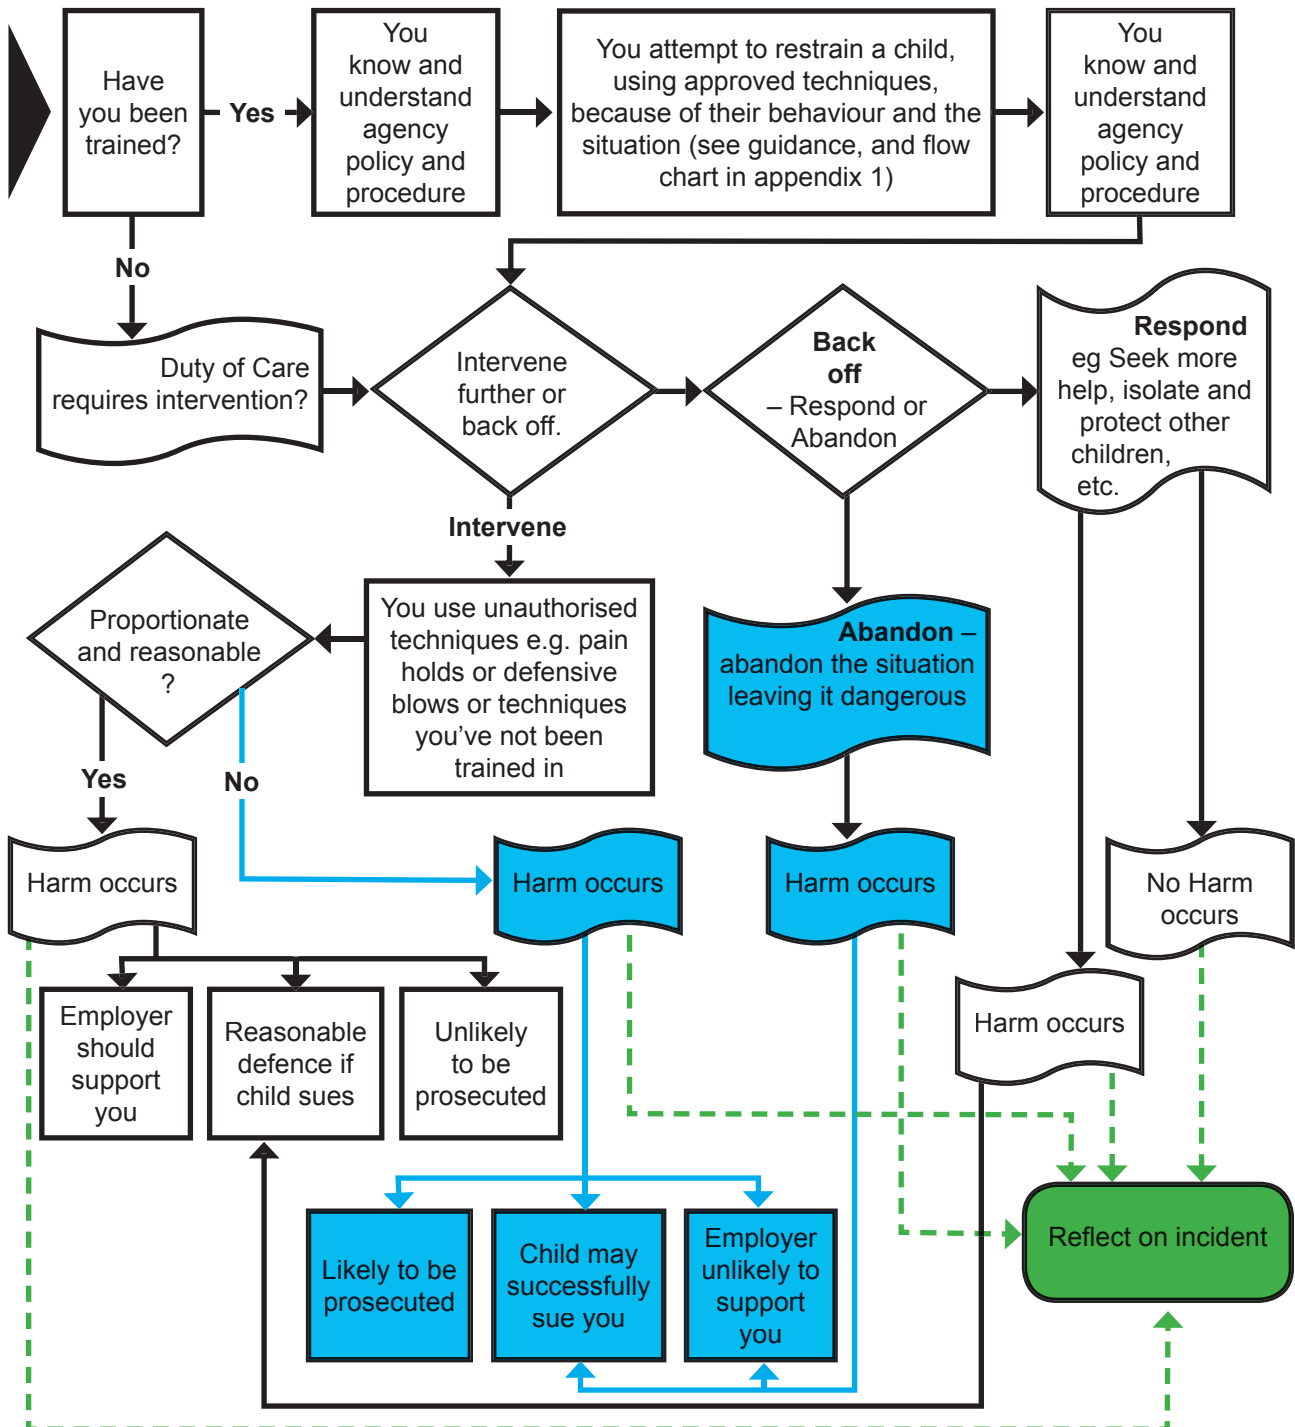 Have
you been
trained?
Yes
You
know and
understand
agency
policy and
procedure
You attempt to restrain a child,
using approved techniques,
because of their behaviour and the
situation (see guidance, and flow
chart in appendix 1)
You
know and
understand
agency
policy and
procedure
No
Duty of Care
requires intervention?
Intervene
further or
back off.
Back
off
– Respond or
Abandon
Respond
eg Seek more
help, isolate and
protect other
children,
etc.
Intervene
Proportionate
and reasonable
?
You use unauthorised
techniques e.g. pain
holds or defensive
blows or techniques
you’ve not been
trained in
Abandon –
abandon the situation
leaving it dangerous
Yes
No
Harm occurs
Harm occurs
Harm occurs
No Harm
occurs
Employer
should
support
you
Reasonable
defence if
child sues
Unlikely
to be
prosecuted
Harm occurs
Likely to be
prosecuted
Child may
successfully
sue you
Employer
unlikely to
support
you
Reflect on incident